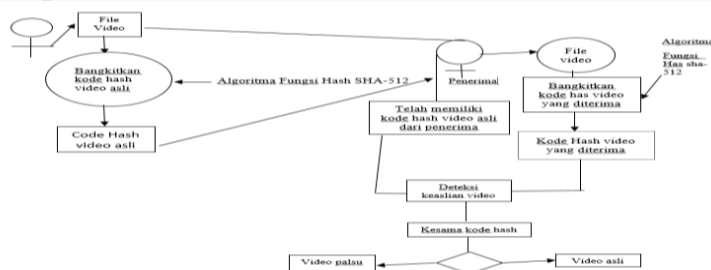 File
Video
Bangkitkan
kode hash
video asli
Code Hash
video asli
Algoritma Fungsi Hash SHA-512
Penerima
Telah memiliki
kode hash video asli
dari penerima
File
video
Bangkitkan
kode has video
yang diterima
Algoritma
Fungsi
Has sha-
512
Kode Hash video
yang diterima
Deteksi
keaslian video
Kesama kode hash
Video palsu
Video asli